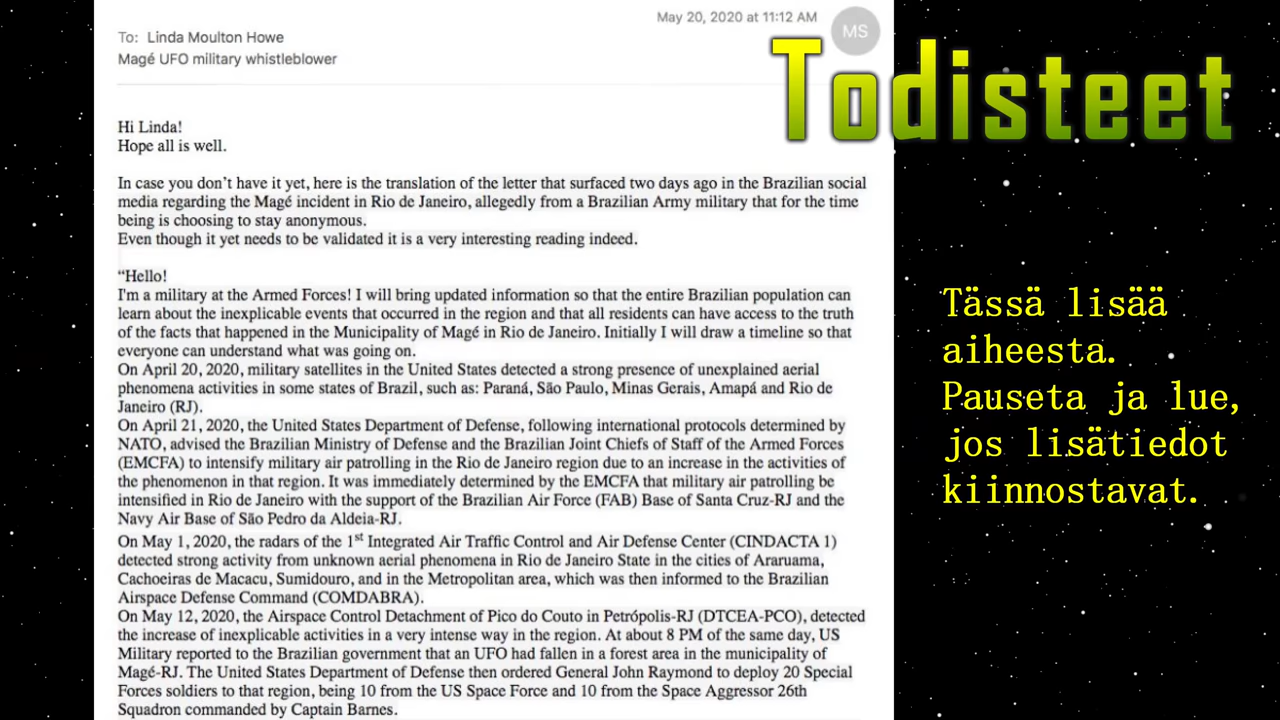 May 20, 2020 at 11:12 AM
MS
To: Linda Moulton Howe
Magé UFO military whistleblower
Todisteet
Hi Linda!
Hope all is well.
In case you don't have it yet, here is the translation of the letter that surfaced two days ago in the Brazilian social
media regarding the Magé incident in Rio de Janeiro, allegedly from a Brazilian Army military that for the time
being is choosing to stay anonymous.
Even though it yet needs to be validated it is a very interesting reading indeed.
“Hello!
I'm a military at the Armed Forces! I will bring updated information so that the entire Brazilian population can
learn about the inexplicable events that occurred in the region and that all residents can have access to the truth
of the facts that happened in the Municipality of Magé in Rio de Janeiro. Initially I will draw a timeline so that
everyone can understand what was going on.
On April 20, 2020, military satellites in the United States detected a strong presence of unexplained aerial
phenomena activities in some states of Brazil, such as: Paraná, São Paulo, Minas Gerais, Amapá and Rio de
Janeiro (RJ).
On April 21, 2020, the United States Department of Defense, following international protocols determined by
NATO, advised the Brazilian Ministry of Defense and the Brazilian Joint Chiefs of Staff of the Armed Forces
(EMCFA) to intensify military air patrolling in the Rio de Janeiro region due to an increase in the activities of
the phenomenon in that region. It was immediately determined by the EMCFA that military air patrolling be
intensified in Rio de Janeiro with the support of the Brazilian Air Force (FAB) Base of Santa Cruz-RJ and the
Navy Air Base of São Pedro da Aldeia-RJ.
On May 1, 2020, the radars of the 1st Integrated Air Traffic Control and Air Defense Center (CINDACTA 1)
detected strong activity from unknown aerial phenomena in Rio de Janeiro State in the cities of Araruama,
Cachoeiras de Macacu, Sumidouro, and in the Metropolitan area, which was then informed to the Brazilian
Airspace Defense Command (COMDABRA).
On May 12, 2020, the Airspace Control Detachment of Pico do Couto in Petrópolis-RJ (DTCEA-PCO), detected
the increase of inexplicable activities in a very intense way in the region. At about 8 PM of the same day, US
Military reported to the Brazilian government that an UFO had fallen in a forest area in the municipality of
Magé-RJ. The United States Department of Defense then ordered General John Raymond to deploy 20 Special
Forces soldiers to that region, being 10 from the US Space Force and 10 from the Space Aggressor 26th
Squadron commanded by Captain Barnes.
Tässä lisää
aiheesta.
Pauseta ja lue,
jos lisätiedot
kiinnostavat.